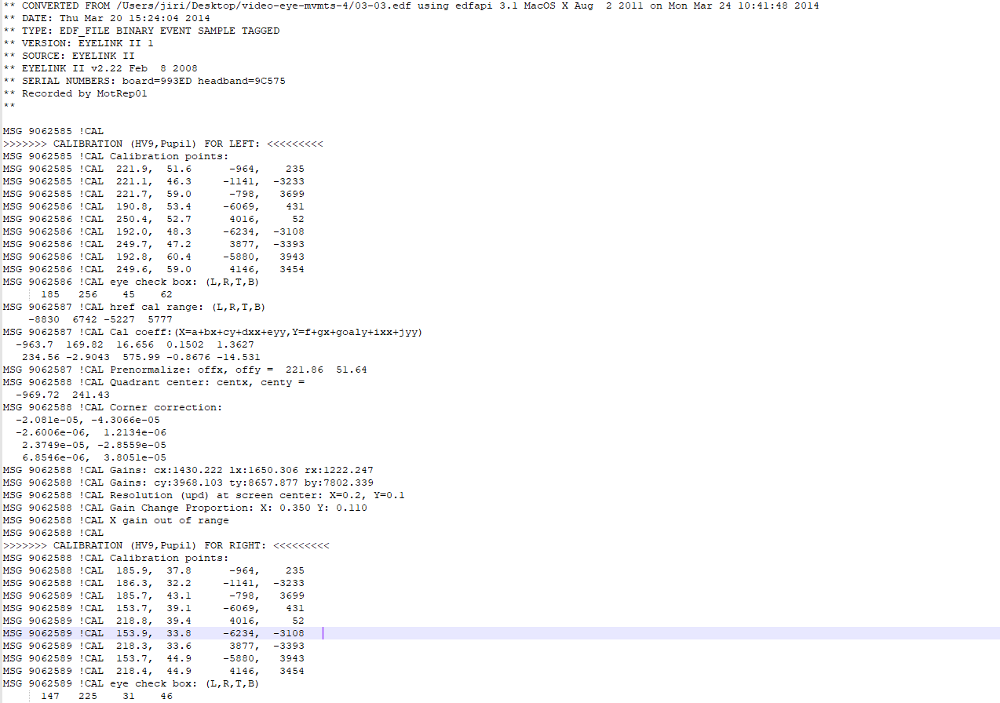 ** CONVERTED FROM /Users/jiri/Desktop/video-eye-mvmts-4/03-03.edf using edfapi 3.1 MacOS X Aug  2 2011 on Mon Mar 24 10:41:48 2014
** DATE: Thu Mar 20 15:24:04 2014
** TYPE: EDF_FILE BINARY EVENT SAMPLE TAGGED
** VERSION: EYELINK II 1
** SOURCE: EYELINK II
** EYELINK II v2.22 Feb  8 2008
** SERIAL NUMBERS: board=993ED headband=9C575
** Recorded by MotRep01
**
MSG 9062585 !CAL
>>>>>>> CALIBRATION (HV9,Pupil) FOR LEFT: <<<<<<<<<
MSG 9062585 !CAL Calibration points:
MSG 9062585 !CAL  221.9,  51.6      -964,    235
MSG 9062585 !CAL  221.1,  46.3     -1141,  -3233
MSG 9062585 !CAL  221.7,  59.0      -798,   3699
MSG 9062586 !CAL  190.8,  53.4     -6069,    431
MSG 9062586 !CAL  250.4,  52.7      4016,     52
MSG 9062586 !CAL  192.0,  48.3     -6234,  -3108
MSG 9062586 !CAL  249.7,  47.2      3877,  -3393
MSG 9062586 !CAL  192.8,  60.4     -5880,   3943
MSG 9062586 !CAL  249.6,  59.0      4146,   3454
MSG 9062586 !CAL eye check box: (L,R,T,B)
      185   256    45    62
MSG 9062587 !CAL href cal range: (L,R,T,B)
    -8830  6742 -5227  5777
MSG 9062587 !CAL Cal coeff:(X=a+bx+cy+dxx+eyy,Y=f+gx+goaly+ixx+jyy)
  -963.7  169.82  16.656  0.1502  1.3627
   234.56 -2.9043  575.99 -0.8676 -14.531
MSG 9062587 !CAL Prenormalize: offx, offy =  221.86  51.64
MSG 9062588 !CAL Quadrant center: centx, centy =
  -969.72  241.43
MSG 9062588 !CAL Corner correction:
  -2.081e-05, -4.3066e-05
  -2.6006e-06,  1.2134e-06
   2.3749e-05, -2.8559e-05
   6.8546e-06,  3.8051e-05
MSG 9062588 !CAL Gains: cx:1430.222 lx:1650.306 rx:1222.247
MSG 9062588 !CAL Gains: cy:3968.103 ty:8657.877 by:7802.339
MSG 9062588 !CAL Resolution (upd) at screen center: X=0.2, Y=0.1
MSG 9062588 !CAL Gain Change Proportion: X: 0.350 Y: 0.110
MSG 9062588 !CAL X gain out of range
MSG 9062588 !CAL
>>>>>>> CALIBRATION (HV9,Pupil) FOR RIGHT: <<<<<<<<<
MSG 9062588 !CAL Calibration points:
MSG 9062588 !CAL  185.9,  37.8      -964,    235
MSG 9062588 !CAL  186.3,  32.2     -1141,  -3233
MSG 9062589 !CAL  185.7,  43.1      -798,   3699
MSG 9062589 !CAL  153.7,  39.1     -6069,    431
MSG 9062589 !CAL  218.8,  39.4      4016,     52
MSG 9062589 !CAL  153.9,  33.8     -6234,  -3108
MSG 9062589 !CAL  218.3,  33.6      3877,  -3393
MSG 9062589 !CAL  153.7,  44.9     -5880,   3943
MSG 9062589 !CAL  218.4,  44.9      4146,   3454
MSG 9062589 !CAL eye check box: (L,R,T,B)
      147   225    31    46